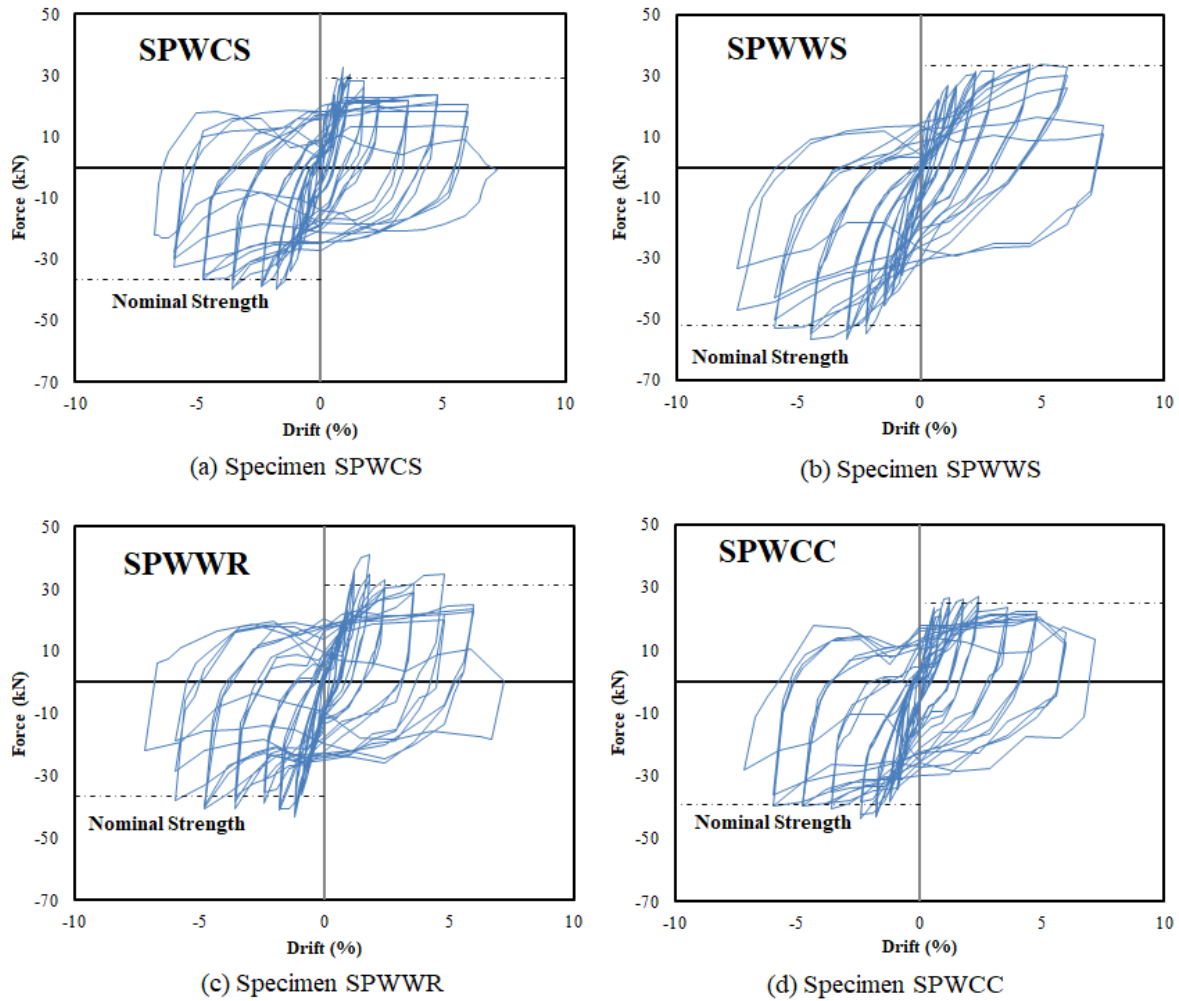 50
30
10
-10
-30
-50
-70
Force (kN)
SPWCS
Nominal Strength
-10 -5 0 5 10
Drift (%)
(a) Specimen SPWCS
50
30
10
-10
-30
-50
-70
Force (kN)
SPWWS
Nominal Strength
-10 -5 0 5 10
Drift (%)
(b) Specimen SPWWS
50
30
10
-10
-30
-50
-70
Force (kN)
SPWWR
Nominal Strength
-10 -5 0 5 10
Drift (%)
(c) Specimen SPWWR
50
30
10
-10
-30
-50
-70
Force (kN)
SPWCC
Nominal Strength
-10 -5 0 5 10
Drift (%)
(d) Specimen SPWCC